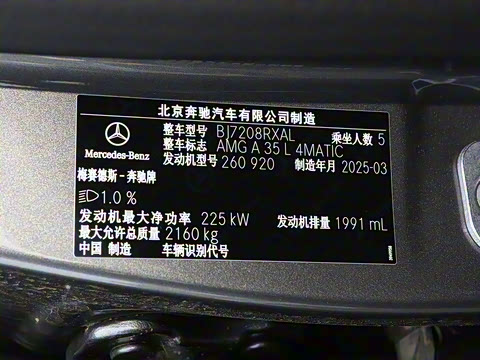 北京奔驰汽车有限公司制造
整车型号 BJ7208RXAL 乘坐人数 5
整车标志 AMG A 35 L 4MATIC
Mercedes-Benz
发动机型号 260 920 制造年月 2025-03
梅赛德斯－奔驰牌
1.0 %
发动机最大净功率 225 kW 发动机排量 1991 mL
最大允许总质量 2160 kg
中国 制造 车辆识别代号